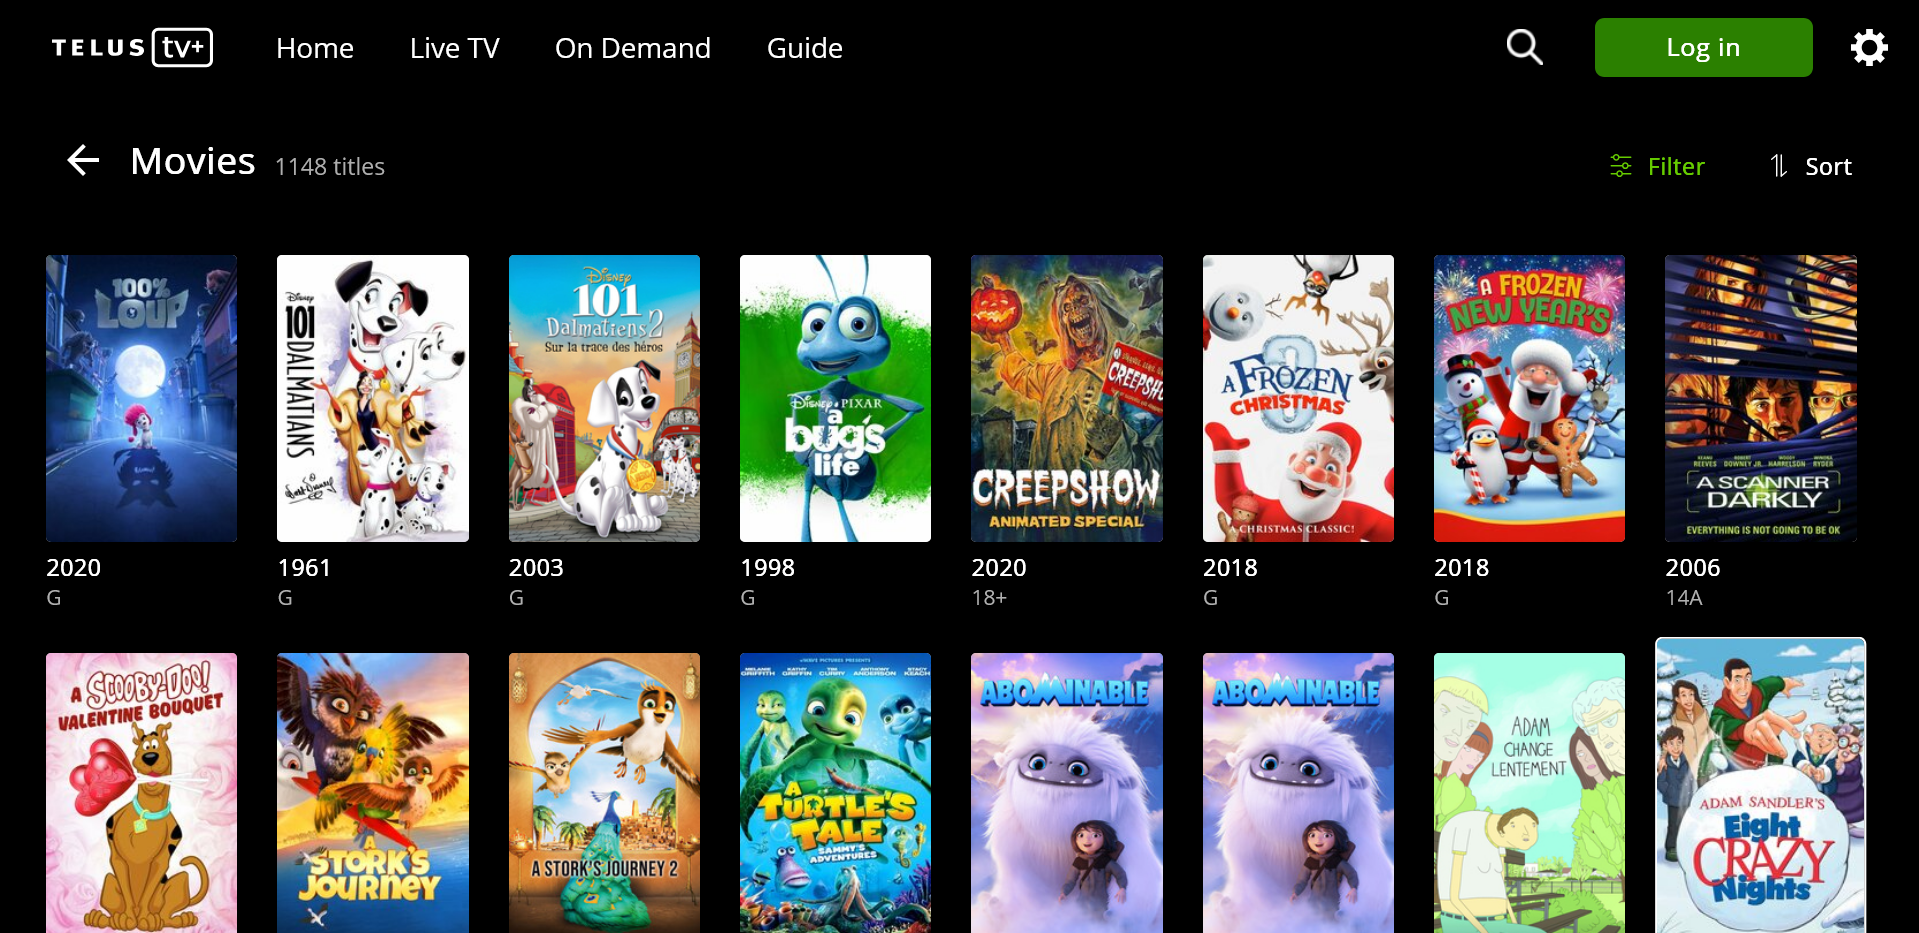 TELUS tv+
Home
Live TV
On Demand
Guide
Log in
Movies
1148 titles
Filter
Sort
100%
LOUP
Disney
101 DALMATIANS
Walt Disney
Disney
101
Dalmatiens 2
Sur la trace des héros
Disney • PIXAR
a
bug's
life
CREEPSHOW
CREEPSHOW
ANIMATED SPECIAL
3
A FROZEN
CHRISTMAS
A CHRISTMAS CLASSIC!
A FROZEN
NEW YEAR'S
KEANU REEVES
ROBERT DOWNEY JR.
WOODY HARRELSON
WINONA RYDER
A SCANNER
DARKLY
EVERYTHING IS NOT GOING TO BE OK
2020
G
1961
G
2003
G
1998
G
2020
18+
2018
G
2018
G
2006
14A
A SCOOBY-DOO!
VALENTINE BOUQUET
A
STORK'S
JOURNEY
A STORK'S JOURNEY 2
MELANIE GRIFFITH
KATHY GRIFFIN
TIM CURRY
ANTHONY ANDERSON
STACY KEACH
A
TURTLE'S
TALE
SAMMY'S
ADVENTURES
ABOMINABLE
ABOMINABLE
ADAM
CHANGE
LENTEMENT
ADAM SANDLER'S
Eight
CRAZY
Nights